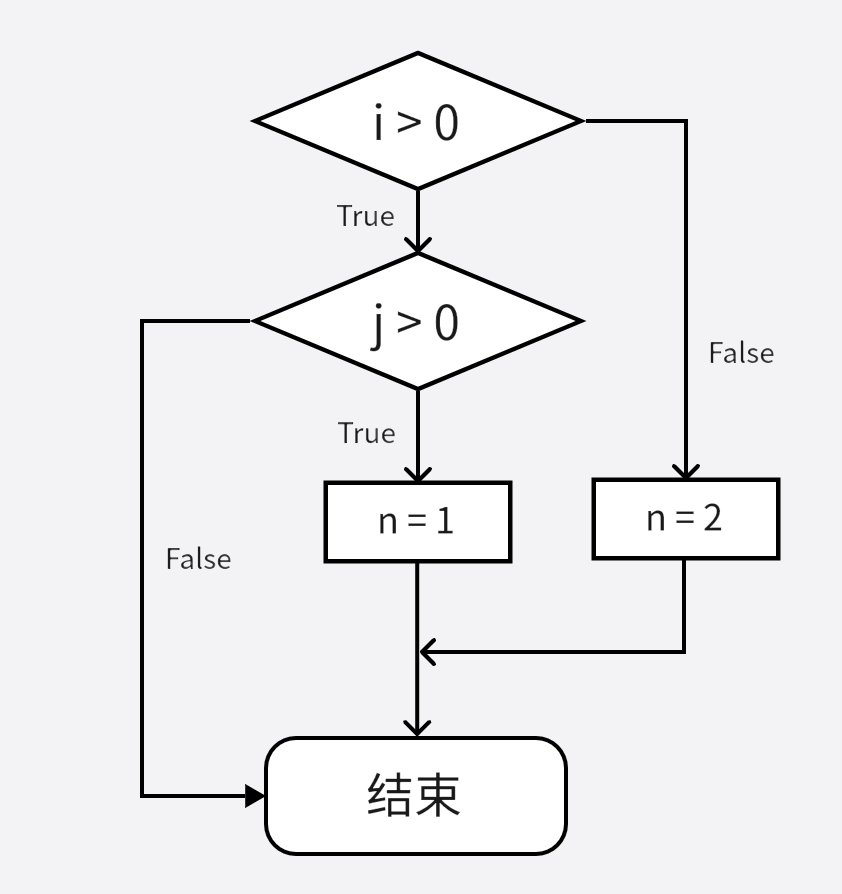 i > 0
True
j > 0
False
True
n = 1
n = 2
False
结束